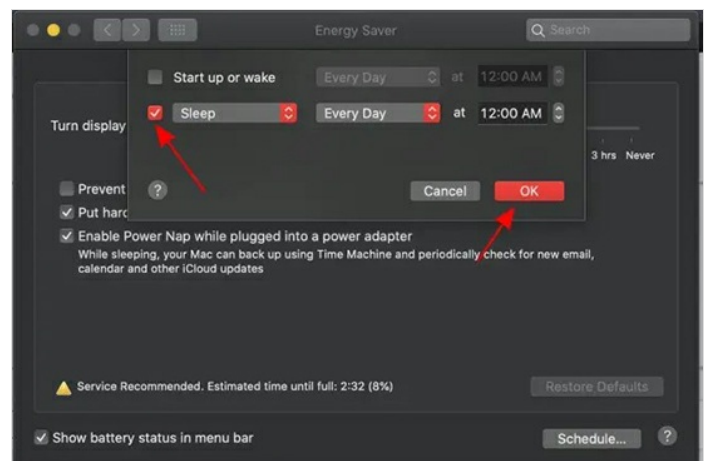 Energy Saver
Search
Start up or wake Every Day at 12:00 AM
Sleep Every Day at 12:00 AM
Turn display
3 hrs Never
Prevent
? Cancel OK
Put hard
Enable Power Nap while plugged into a power adapter
While sleeping, your Mac can back up using Time Machine and periodically check for new email,
calendar and other iCloud updates
Service Recommended. Estimated time until full: 2:32 (8%)
Restore Defaults
Show battery status in menu bar
Schedule... ?